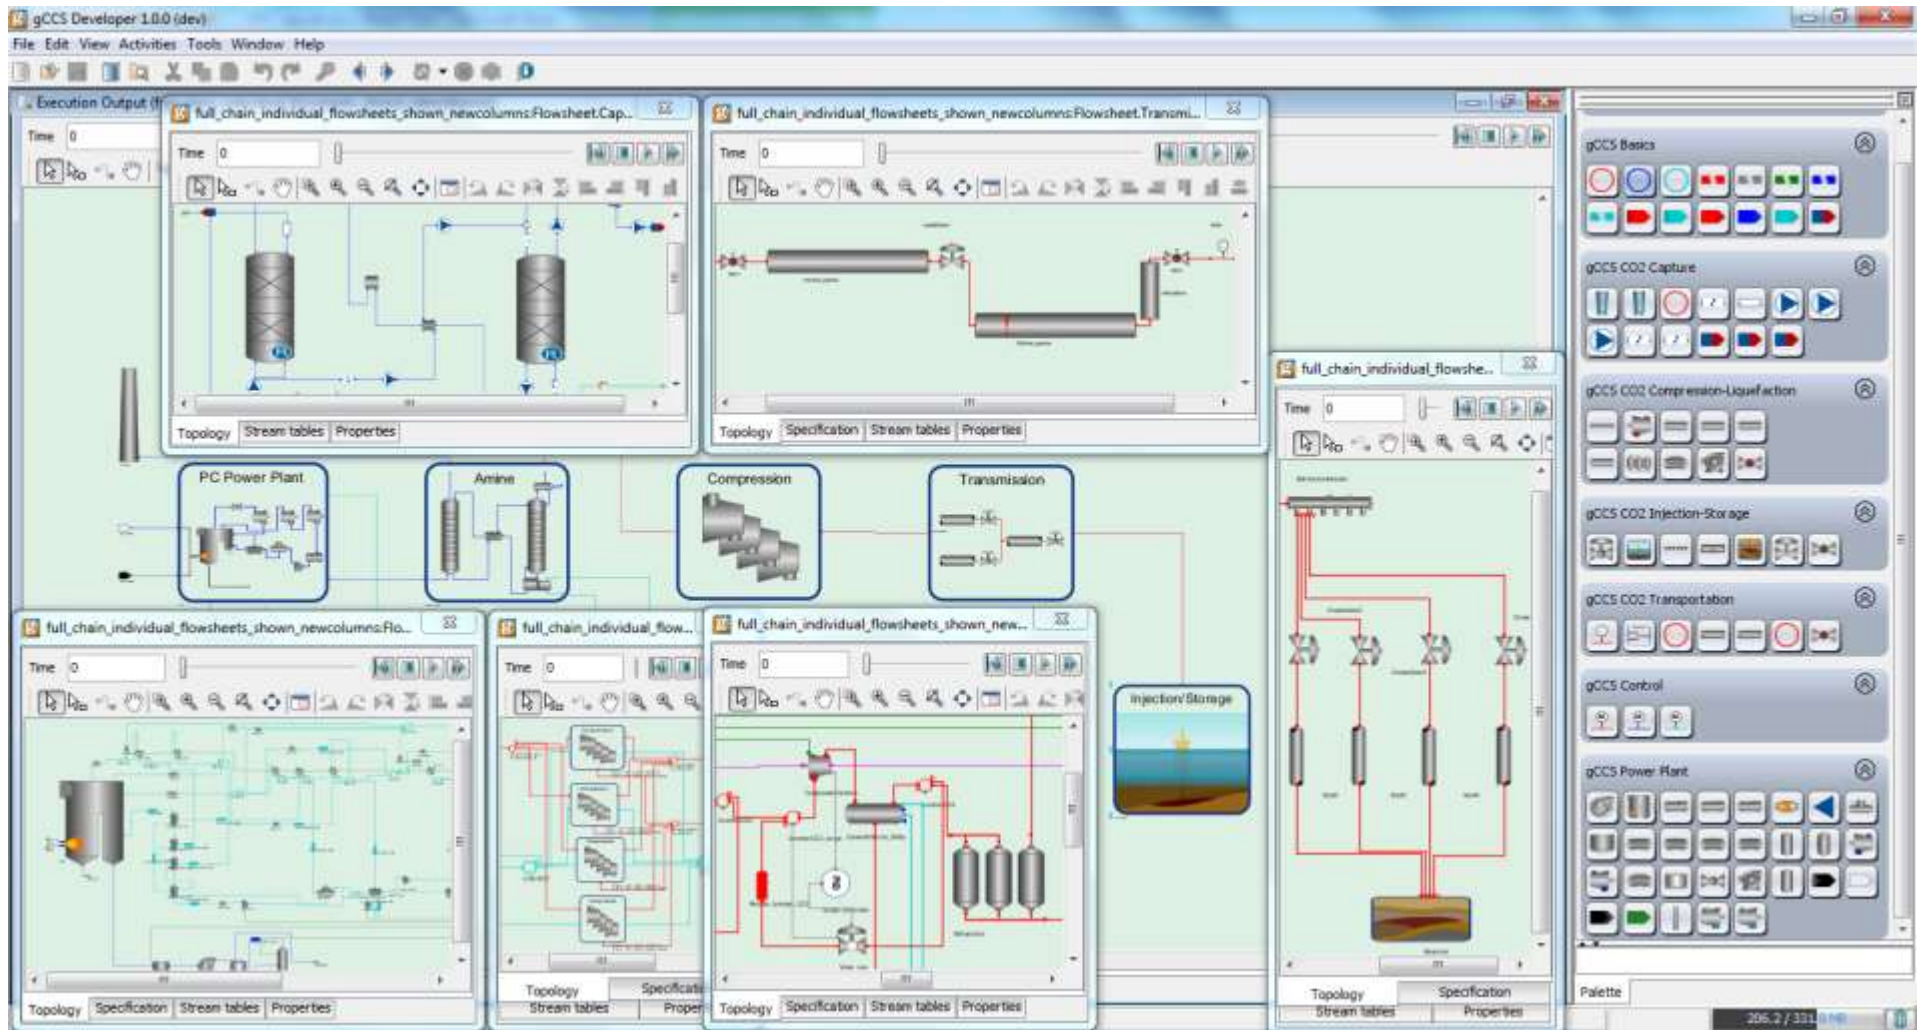 gCCS Developer 1.0.0 (dev)
File Edit View Activities Tools Window Help
Execution Output (f
Time 0
full_chain_individual_flowsheets_shown_newcolumns:Flowsheet.Cap...
Time 0
Topology Stream tables Properties
full_chain_individual_flowsheets_shown_newcolumns:Flowsheet.Transmi...
Time 0
Topology Specification Stream tables Properties
PC Power Plant
Amine
Compression
Transmission
Injection/Storage
full_chain_individual_flowsheets_shown_newcolumns:Flo...
Time 0
Topology Specification Stream tables Properties
full_chain_individual_flow...
Time 0
Topology Specificatio
Stream tables Proper
full_chain_individual_flowsheets_shown_new...
Time 0
Topology Specification Stream tables Properties
full_chain_individual_flowshe...
Time 0
Topology Specification
Stream tables Properties
gCCS Basics
gCCS CO2 Capture
gCCS CO2 Compression-Liquefaction
gCCS CO2 Injection-Storage
gCCS CO2 Transportation
gCCS Control
gCCS Power Plant
Palette